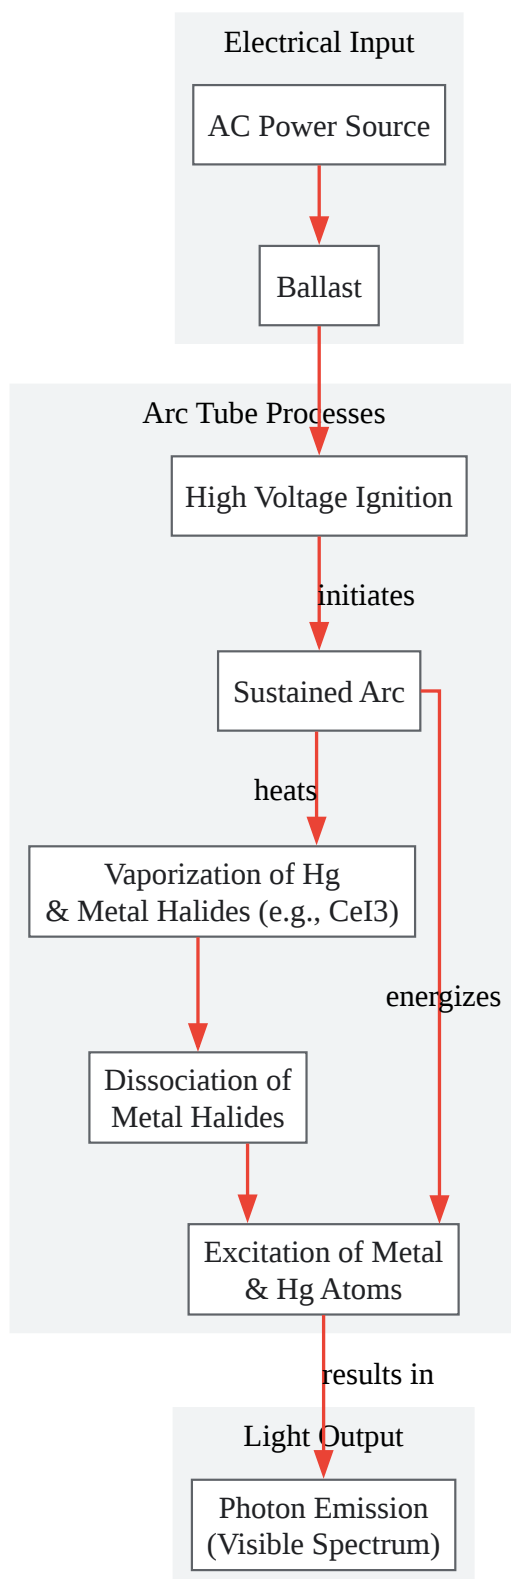 Electrical Input
AC Power Source
Ballast
Arc Tube Processes
High Voltage Ignition
initiates
Sustained Arc
heats
Vaporization of Hg
& Metal Halides (e.g., CeI3)
energizes
Dissociation of
Metal Halides
Excitation of Metal
& Hg Atoms
results in
Light Output
Photon Emission
(Visible Spectrum)